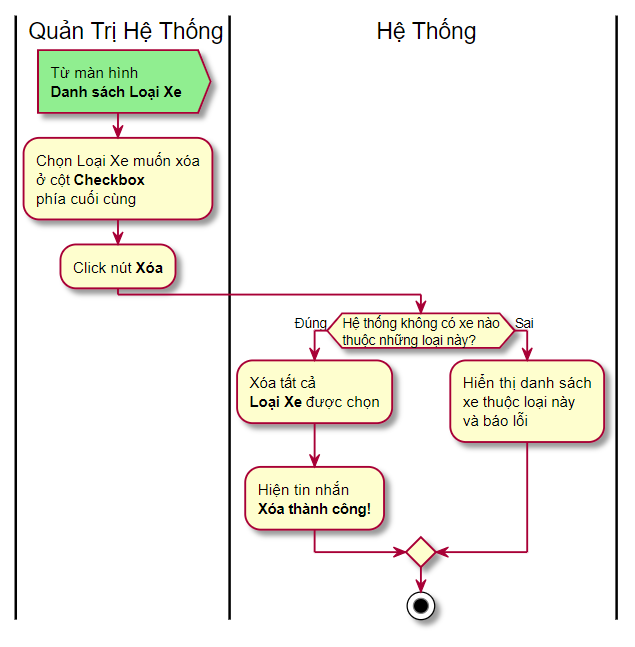 Quản Trị Hệ Thống
Hệ Thống
Từ màn hình
Danh sách Loại Xe
Chọn Loại Xe muốn xóa
ở cột Checkbox
phía cuối cùng
Click nút Xóa
Đúng
Hệ thống không có xe nào
thuộc những loại này?
Sai
Xóa tất cả
Loại Xe được chọn
Hiển thị danh sách
xe thuộc loại này
và báo lỗi
Hiện tin nhắn
Xóa thành công!